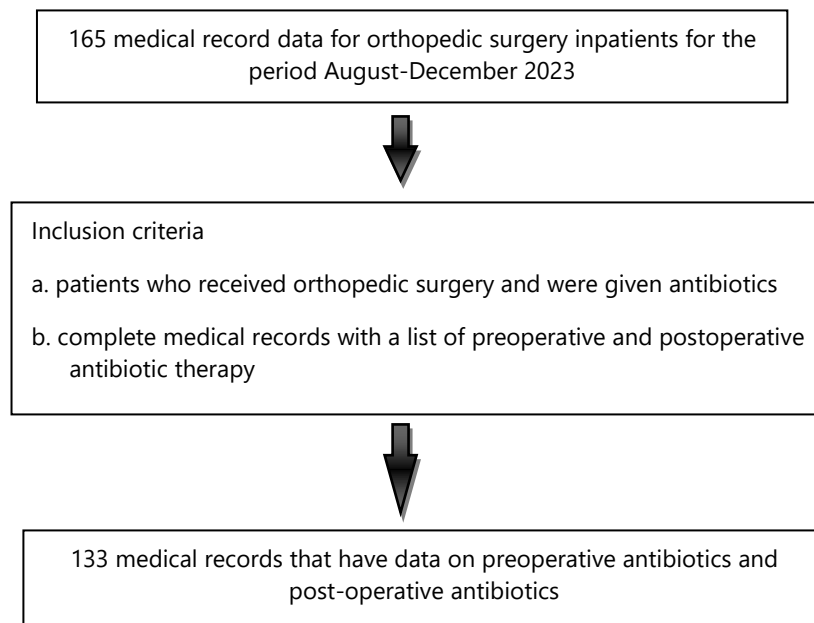 165 medical record data for orthopedic surgery inpatients for the
period August-December 2023
Inclusion criteria
a. patients who received orthopedic surgery and were given antibiotics
b. complete medical records with a list of preoperative and postoperative
antibiotic therapy
133 medical records that have data on preoperative antibiotics and
post-operative antibiotics